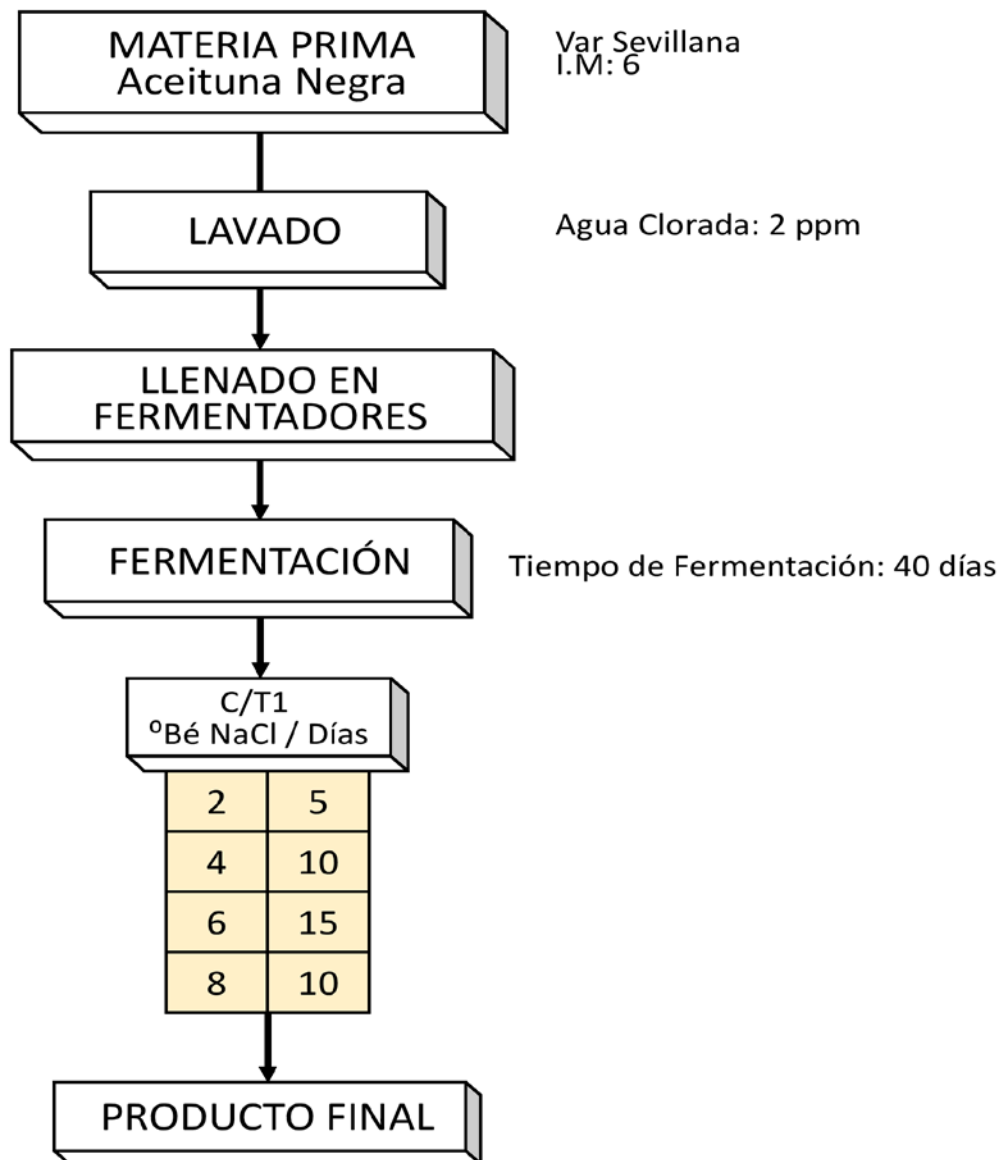 MATERIA PRIMA
Aceituna Negra
Var Sevillana
I.M: 6
LAVADO
Agua Clorada: 2 ppm
LLENADO EN
FERMENTADORES
FERMENTACIÓN
Tiempo de Fermentación: 40 días
C/T1
ºBé NaCl / Días
2 5
4 10
6 15
8 10
PRODUCTO FINAL